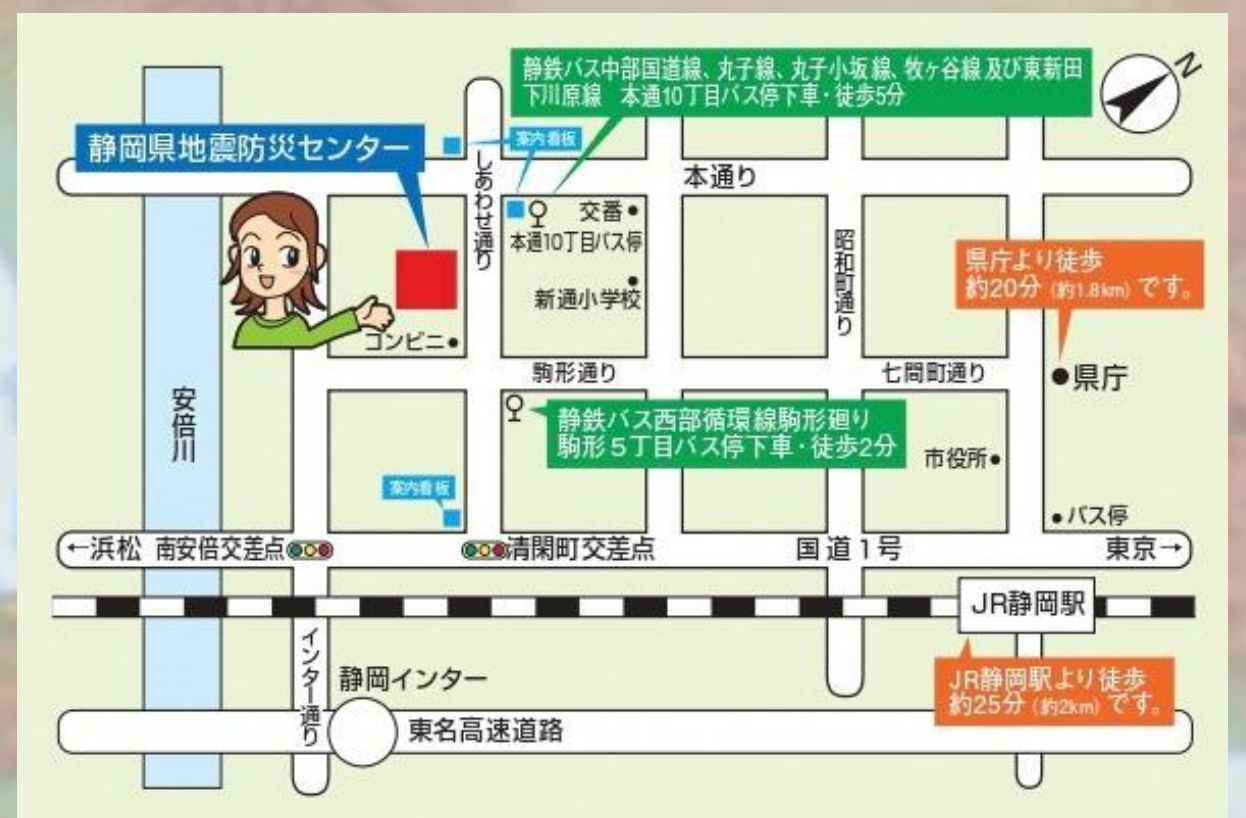 静鉄バス中部国道線、丸子線、丸子小坂線、牧ヶ谷線及び東新田
下川原線 本通10丁目バス停下車・徒歩5分
N
静岡県地震防災センター
案内看板
しあわせ通り
本通り
交番
本通10丁目バス停
新通小学校
昭和町通り
県庁より徒歩
約20分(約1.8km)です。
コンビニ
駒形通り
七間町通り
県庁
安倍川
静鉄バス西部循環線駒形廻り
駒形5丁目バス停下車・徒歩2分
市役所
案内看板
バス停
←浜松
南安倍交差点
清閑町交差点
国道1号
東京→
JR静岡駅
インター通り
静岡インター
JR静岡駅より徒歩
約25分(約2km)です。
東名高速道路